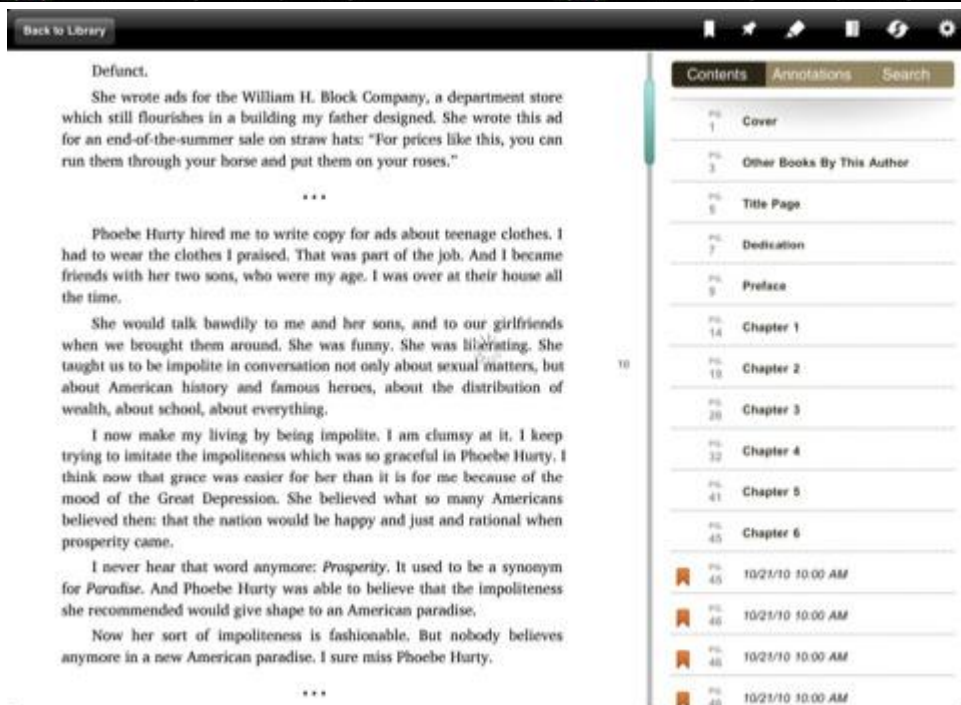 Back to Library
Defunct.
She wrote ads for the William H. Block Company, a department store
which still flourishes in a building my father designed. She wrote this ad
for an end-of-the-summer sale on straw hats: “For prices like this, you can
run them through your horse and put them on your roses.”
• • •
Phoebe Hurty hired me to write copy for ads about teenage clothes. I
had to wear the clothes I praised. That was part of the job. And I became
friends with her two sons, who were my age. I was over at their house all
the time.
She would talk bawdily to me and her sons, and to our girlfriends
when we brought them around. She was funny. She was liberating. She
taught us to be impolite in conversation not only about sexual matters, but
about American history and famous heroes, about the distribution of
wealth, about school, about everything.
I now make my living by being impolite. I am clumsy at it. I keep
trying to imitate the impoliteness which was so graceful in Phoebe Hurty. I
think now that grace was easier for her than it is for me because of the
mood of the Great Depression. She believed what so many Americans
believed then: that the nation would be happy and just and rational when
prosperity came.
I never hear that word anymore: Prosperity. It used to be a synonym
for Paradise. And Phoebe Hurty was able to believe that the impoliteness
she recommended would give shape to an American paradise.
Now her sort of impoliteness is fashionable. But nobody believes
anymore in a new American paradise. I sure miss Phoebe Hurty.
• • •
10
Contents Annotations Search
PG. 1 Cover
PG. 3 Other Books By This Author
PG. 5 Title Page
PG. 7 Dedication
PG. 9 Preface
PG. 14 Chapter 1
PG. Chapter 2
PG. Chapter 3
PG. 32 Chapter 4
PG. 41 Chapter 5
PG. 45 Chapter 6
PG. 45 10/21/10 10:00 AM
PG. 46 10/21/10 10:00 AM
PG. 46 10/21/10 10:00 AM
PG. 10/21/10 10:00 AM